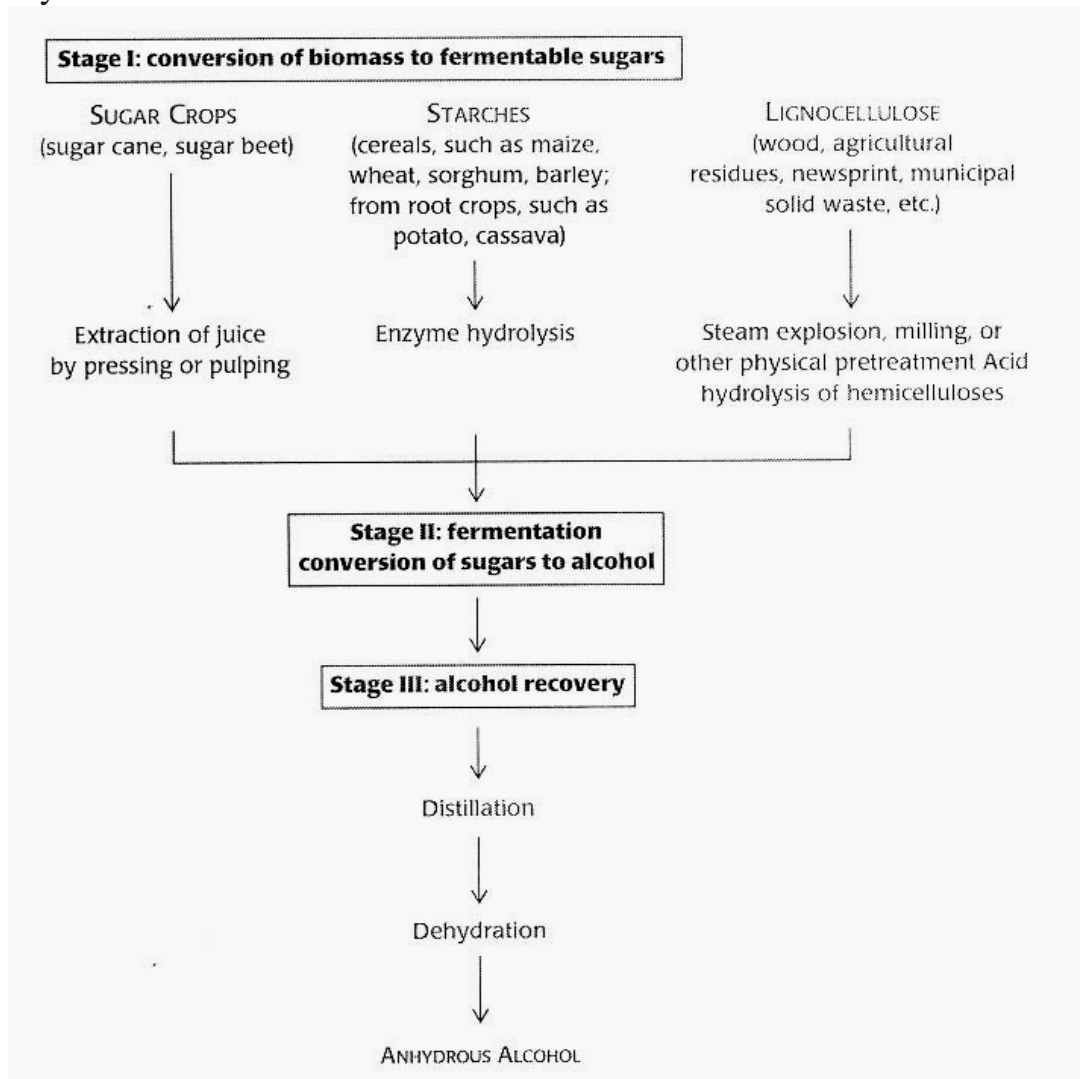 Stage I: conversion of biomass to fermentable sugars
SUGAR CROPS
(sugar cane, sugar beet)
STARCHES
(cereals, such as maize,
wheat, sorghum, barley;
from root crops, such as
potato, cassava)
LIGNOCELLULOSE
(wood, agricultural
residues, newsprint, municipal
solid waste, etc.)
Extraction of juice
by pressing or pulping
Enzyme hydrolysis
Steam explosion, milling, or
other physical pretreatment Acid
hydrolysis of hemicelluloses
Stage II: fermentation
conversion of sugars to alcohol
Stage III: alcohol recovery
Distillation
Dehydration
ANHYDROUS ALCOHOL